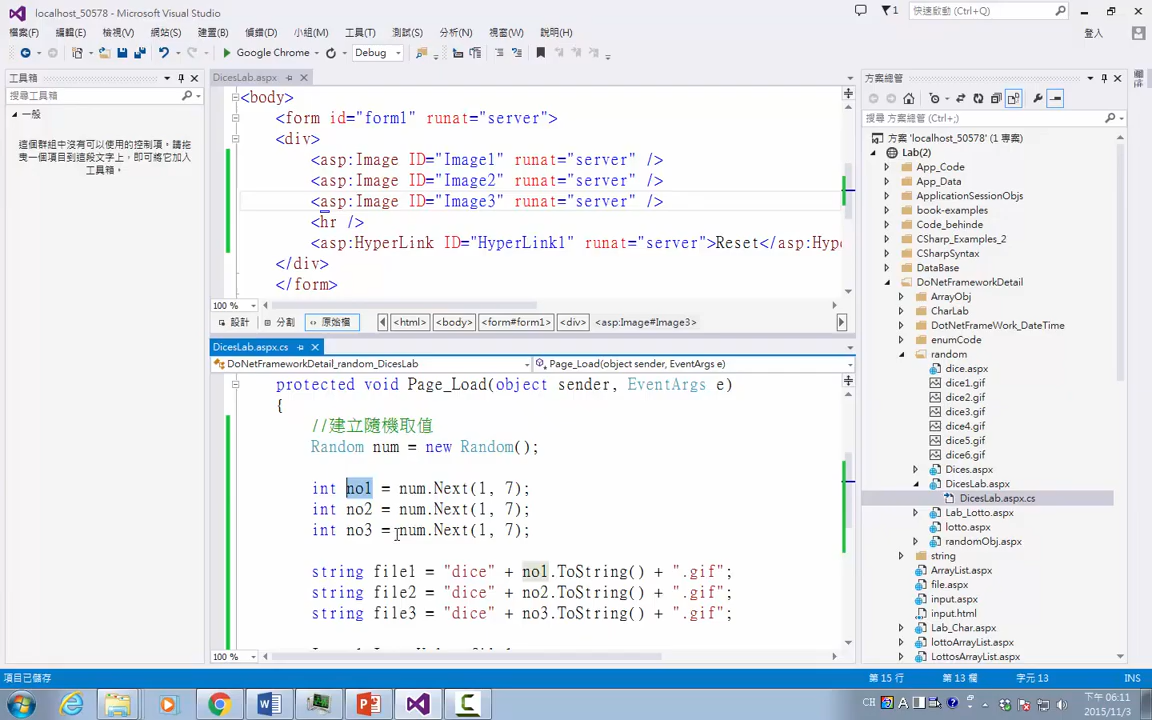 localhost_50578 - Microsoft Visual Studio
1
快速啟動 (Ctrl+Q)
檔案(F) 編輯(E) 檢視(V) 網站(S) 建置(B) 偵錯(D) 小組(M) 工具(T) 測試(S) 分析(N) 視窗(W) 說明(H)
登入
Google Chrome Debug
工具箱
搜尋工具箱
一般
這個群組中沒有可以使用的控制項。請拖
曳一個項目到這段文字上，即可將它加入
工具箱。
DicesLab.aspx
<body>
<form id="form1" runat="server">
<div>
<asp:Image ID="Image1" runat="server" />
<asp:Image ID="Image2" runat="server" />
<asp:Image ID="Image3" runat="server" />
<hr />
<asp:HyperLink ID="HyperLink1" runat="server">Reset</asp:Hype
</div>
</form>
100 %
設計 分割 原始檔 <html> <body> <form#form1> <div> <asp:Image#Image3>
DicesLab.aspx.cs
DoNetFrameworkDetail_random_DicesLab Page_Load(object sender, EventArgs e)
protected void Page_Load(object sender, EventArgs e)
{
//建立隨機取值
Random num = new Random();
int no1 = num.Next(1, 7);
int no2 = num.Next(1, 7);
int no3 = num.Next(1, 7);
string file1 = "dice" + no1.ToString() + ".gif";
string file2 = "dice" + no2.ToString() + ".gif";
string file3 = "dice" + no3.ToString() + ".gif";
100 %
方案總管
搜尋 方案總管 (Ctrl+;)
方案 'localhost_50578' (1 專案)
Lab(2)
App_Code
App_Data
ApplicationSessionObjs
book-examples
Code_behinde
CSharp_Examples_2
CSharpSyntax
DataBase
DoNetFrameworkDetail
ArrayObj
CharLab
DotNetFrameWork_DateTime
enumCode
random
dice.aspx
dice1.gif
dice2.gif
dice3.gif
dice4.gif
dice5.gif
dice6.gif
Dices.aspx
DicesLab.aspx
DicesLab.aspx.cs
Lab_Lotto.aspx
lotto.aspx
randomObj.aspx
string
ArrayList.aspx
file.aspx
input.aspx
input.html
Lab_Char.aspx
lottoArrayList.aspx
LottosArrayList.aspx
項目已儲存 第 15 行 第 13 欄 字元 13 INS
CH
下午 06:11
2015/11/3